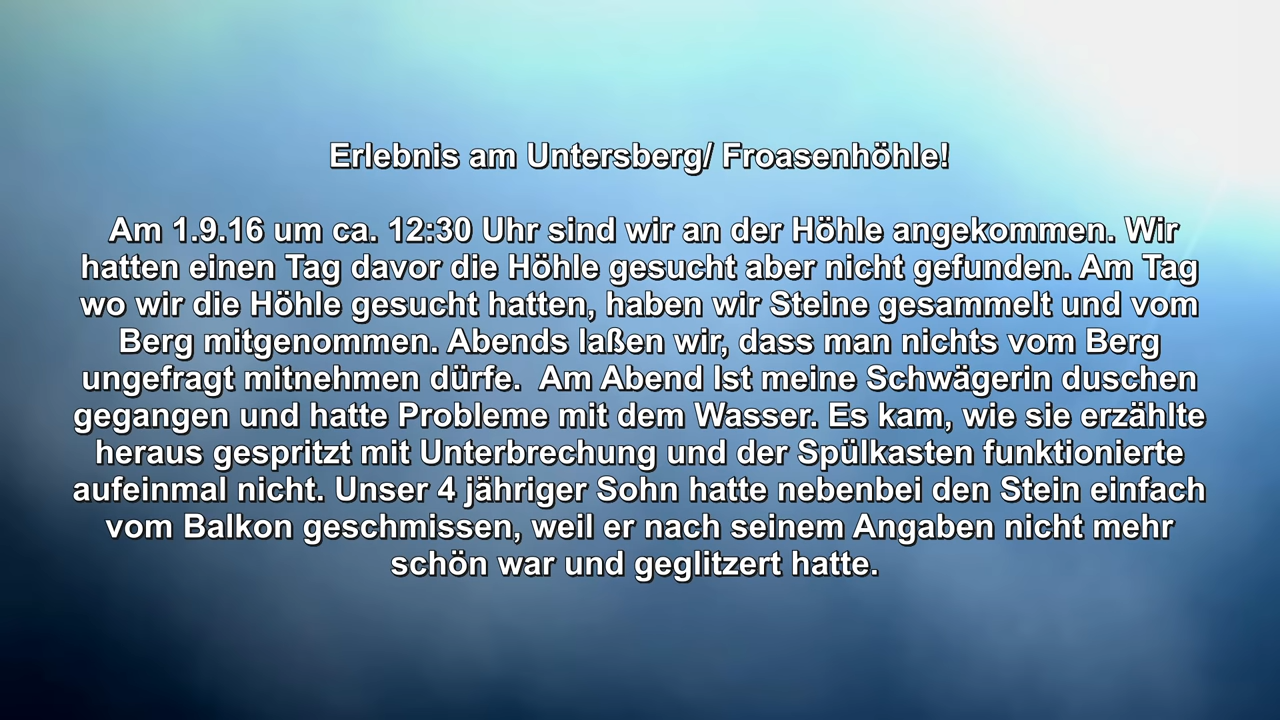 Erlebnis am Untersberg/ Froasenhöhle!
Am 1.9.16 um ca. 12:30 Uhr sind wir an der Höhle angekommen. Wir
hatten einen Tag davor die Höhle gesucht aber nicht gefunden. Am Tag
wo wir die Höhle gesucht hatten, haben wir Steine gesammelt und vom
Berg mitgenommen. Abends laßen wir, dass man nichts vom Berg
ungefragt mitnehmen dürfe.  Am Abend Ist meine Schwägerin duschen
gegangen und hatte Probleme mit dem Wasser. Es kam, wie sie erzählte
heraus gespritzt mit Unterbrechung und der Spülkasten funktionierte
aufeinmal nicht. Unser 4 jähriger Sohn hatte nebenbei den Stein einfach
vom Balkon geschmissen, weil er nach seinem Angaben nicht mehr
schön war und geglitzert hatte.